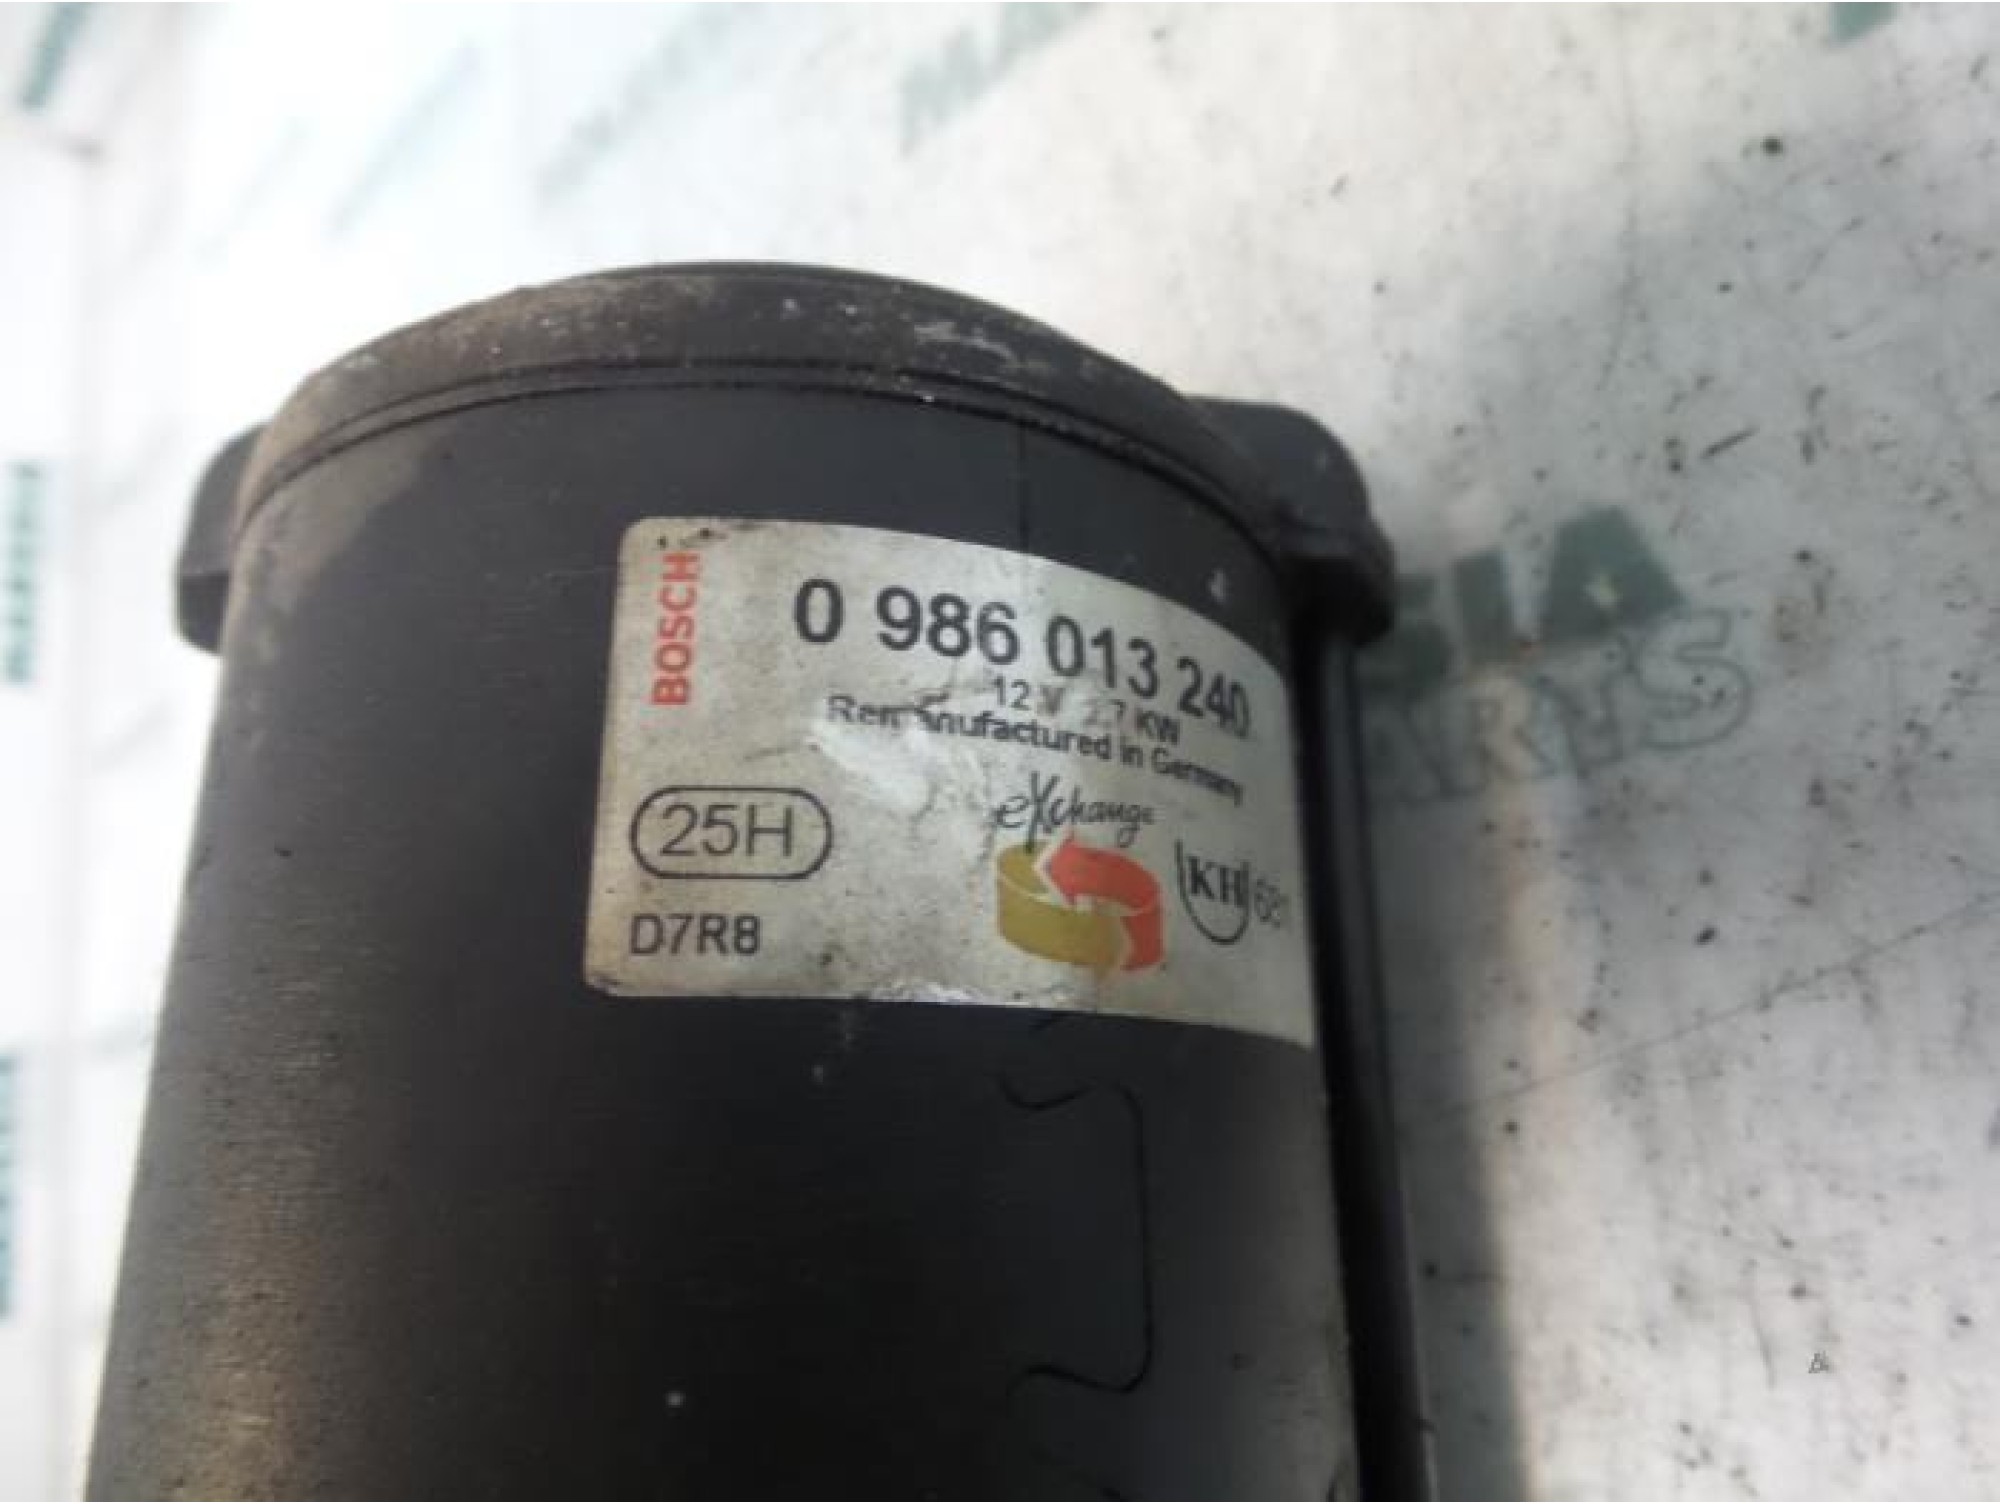 BOSCH
0 986 013 240
12 V 2.7 KW
Remanufactured in Germany
eXchange
25H
KH
D7R8